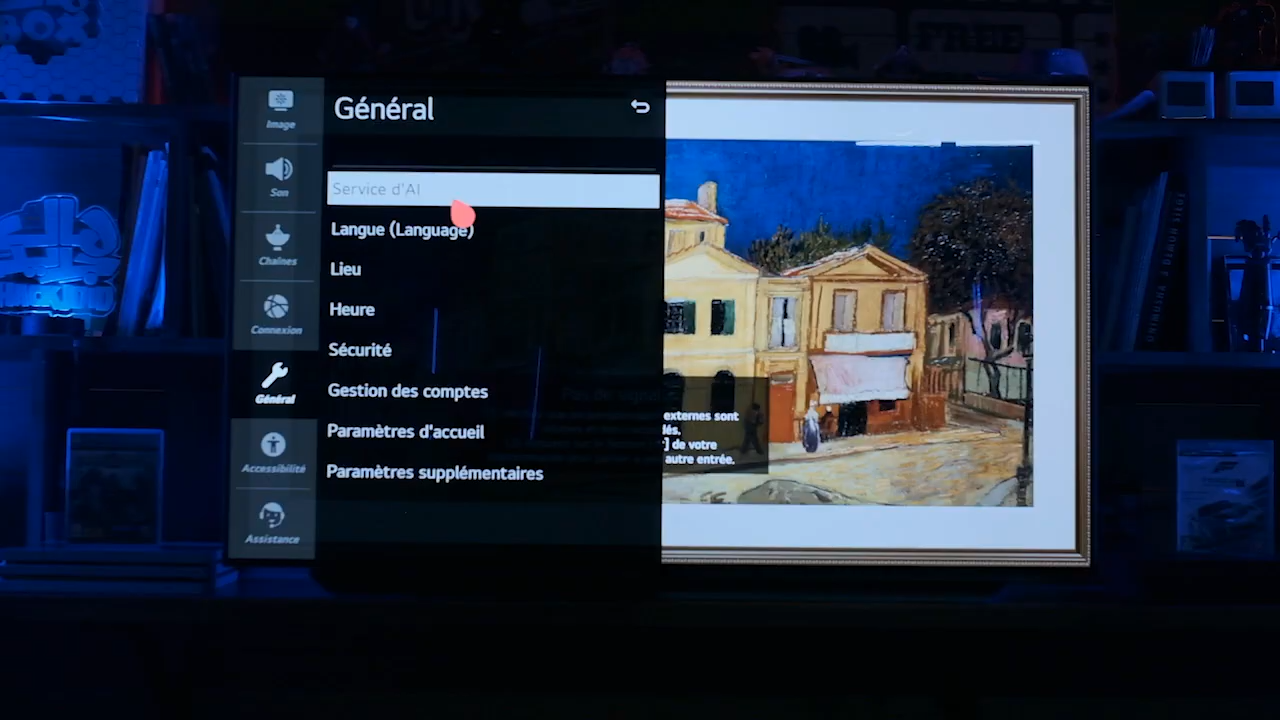 Général
Image
Son
Chaînes
Connexion
Général
Accessibilité
Assistance
Service d'AI
Langue (Language)
Lieu
Heure
Sécurité
Gestion des comptes
Paramètres d'accueil
Paramètres supplémentaires
externes sont
de votre
autre entrée.
FREE